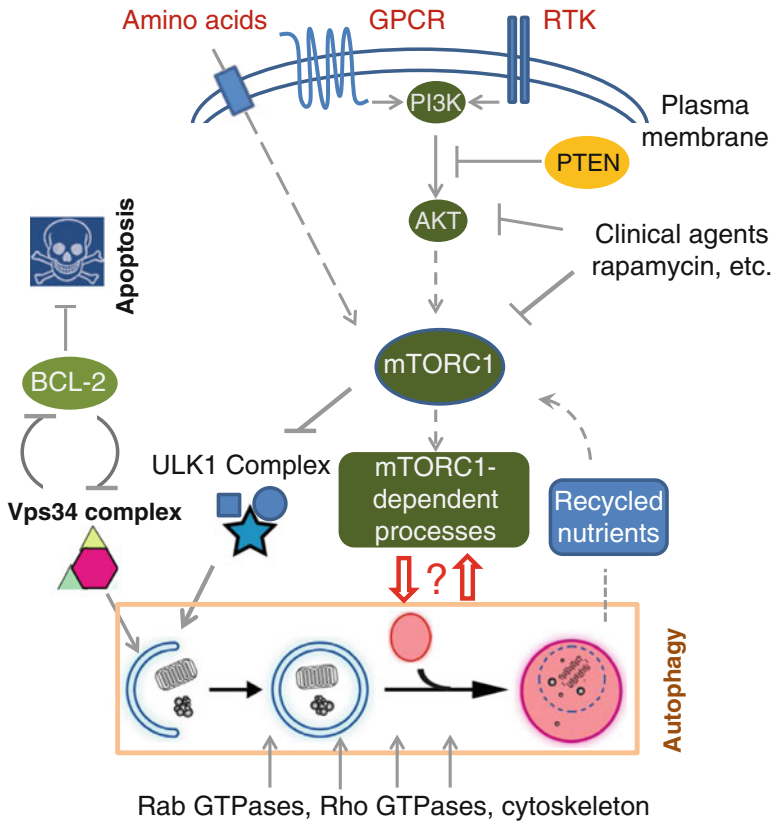 Amino acids
GPCR
RTK
PI3K
Plasma
membrane
PTEN
AKT
Clinical agents
rapamycin, etc.
Apoptosis
mTORC1
BCL-2
ULK1 Complex
mTORC1-
dependent
processes
Recycled
nutrients
Vps34 complex
?
Autophagy
Rab GTPases, Rho GTPases, cytoskeleton